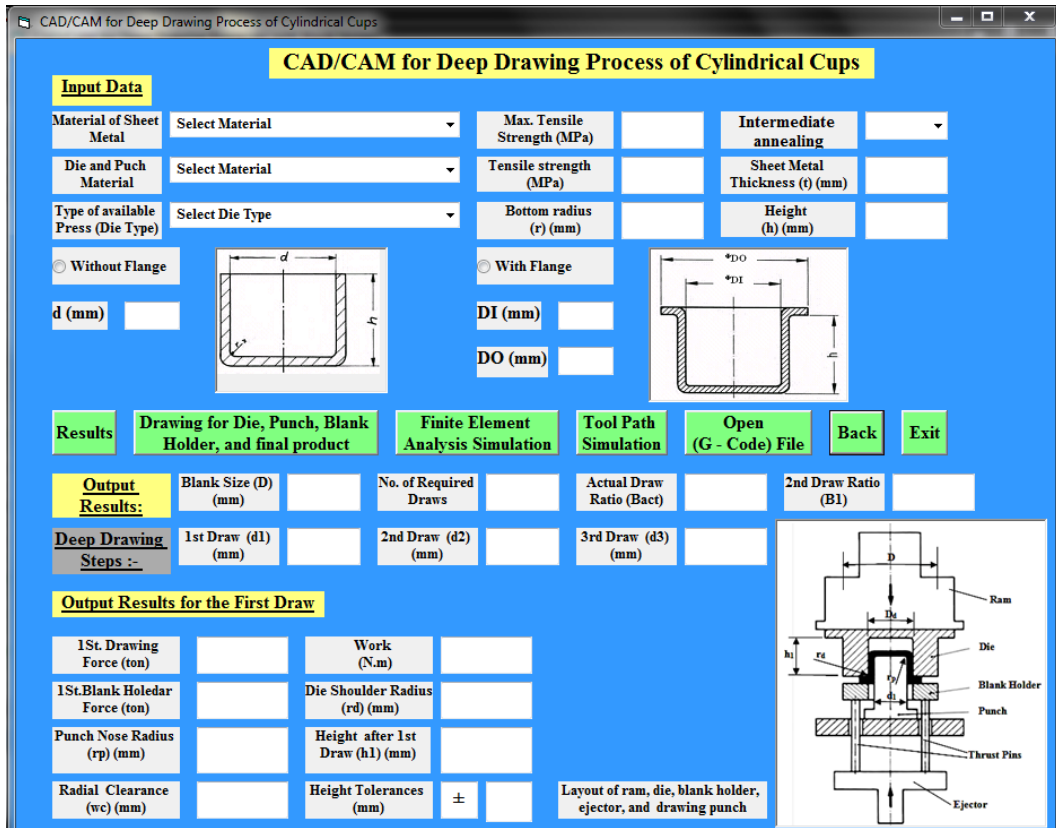 CAD/CAM for Deep Drawing Process of Cylindrical Cups
CAD/CAM for Deep Drawing Process of Cylindrical Cups
Input Data
Material of Sheet
Metal
Select Material
Max. Tensile
Strength (MPa)
Intermediate
annealing
Die and Puch
Material
Select Material
Tensile strength
(MPa)
Sheet Metal
Thickness (t) (mm)
Type of available
Press (Die Type)
Select Die Type
Bottom radius
(r) (mm)
Height
(h) (mm)
Without Flange
d
h
r
With Flange
DO
DI
h
d (mm)
DI (mm)
DO (mm)
Results
Drawing for Die, Punch, Blank
Holder, and final product
Finite Element
Analysis Simulation
Tool Path
Simulation
Open
(G - Code) File
Back
Exit
Output
Results:
Blank Size (D)
(mm)
No. of Required
Draws
Actual Draw
Ratio (Bact)
2nd Draw Ratio
(B1)
Deep Drawing
Steps :-
1st Draw (d1)
(mm)
2nd Draw (d2)
(mm)
3rd Draw (d3)
(mm)
Output Results for the First Draw
1St. Drawing
Force (ton)
Work
(N.m)
1St.Blank Holedar
Force (ton)
Die Shoulder Radius
(rd) (mm)
Punch Nose Radius
(rp) (mm)
Height after 1st
Draw (h1) (mm)
Radial Clearance
(wc) (mm)
Height Tolerances
(mm)
±
Layout of ram, die, blank holder,
ejector, and drawing punch
D
Ram
Dd
h1
rd
Die
rp
Blank Holder
d1
Punch
Thrust Pins
Ejector